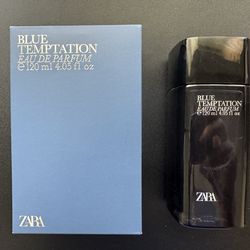 BLUE
TEMPTATION
EAU DE PARFUM
℮ 120 ml 4.05 fl oz
ZARA
BLUE
TEMPTATION
EAU DE PARFUM
℮ 120 ml 4.05 fl oz
ZARA